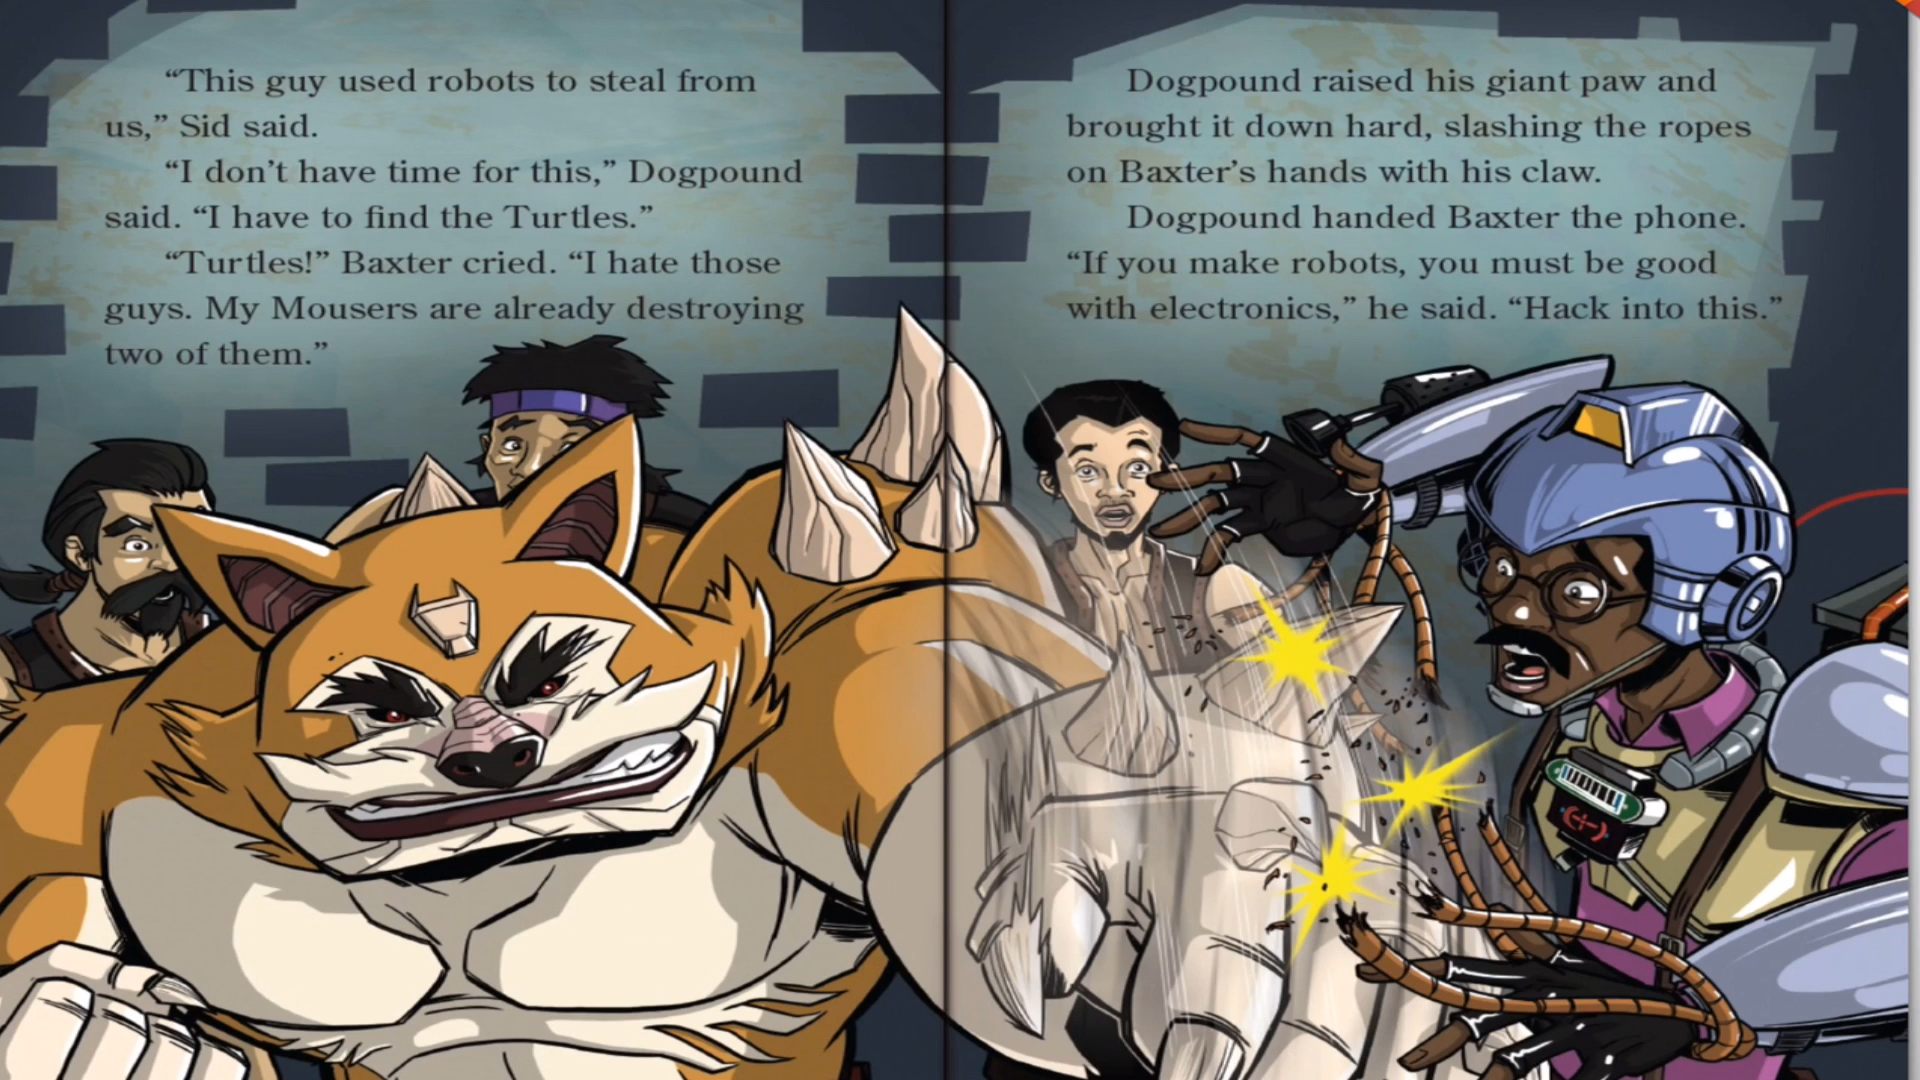 “This guy used robots to steal from
us,” Sid said.
“I don’t have time for this,” Dogpound
said. “I have to find the Turtles.”
“Turtles!” Baxter cried. “I hate those
guys. My Mousers are already destroying
two of them.”
Dogpound raised his giant paw and
brought it down hard, slashing the ropes
on Baxter’s hands with his claw.
Dogpound handed Baxter the phone.
“If you make robots, you must be good
with electronics,” he said. “Hack into this.”